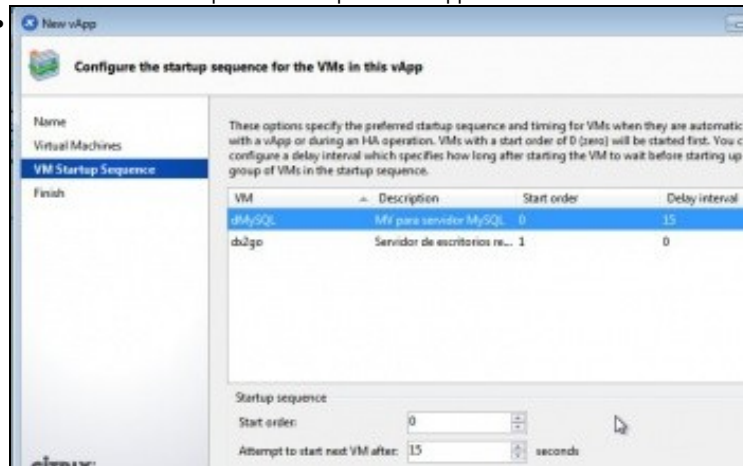 New vApp
Configure the startup sequence for the VMs in this vApp
Name
Virtual Machines
VM Startup Sequence
Finish
These options specify the preferred startup sequence and timing for VMs when they are automatic
with a vApp or during an HA operation. VMs with a start order of 0 (zero) will be started first. You c
configure a delay interval which specifies how long after starting the VM to wait before starting up
group of VMs in the startup sequence.
VM Description Start order Delay interval
dMySQL MV para servidor MySQL 0 15
dx2go Servidor de escritorios re... 1 0
Startup sequence
Start order: 0
Attempt to start next VM after: 15 seconds